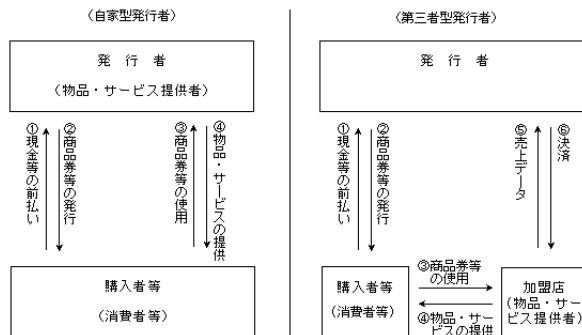 （自家型発行者）
発　行　者
（物品・サービス提供者）
①現金等の前払い
②商品券等の発行
③商品券等の使用
④物品・サービスの提供
購入者等
（消費者等）
（第三者型発行者）
発　行　者
①現金等の前払い
②商品券等の発行
⑤売上データ
⑥決済
購入者等
（消費者等）
③商品券等
の使用
④物品・サー
ビスの提供
加盟店
（物品・サー
ビス提供者）